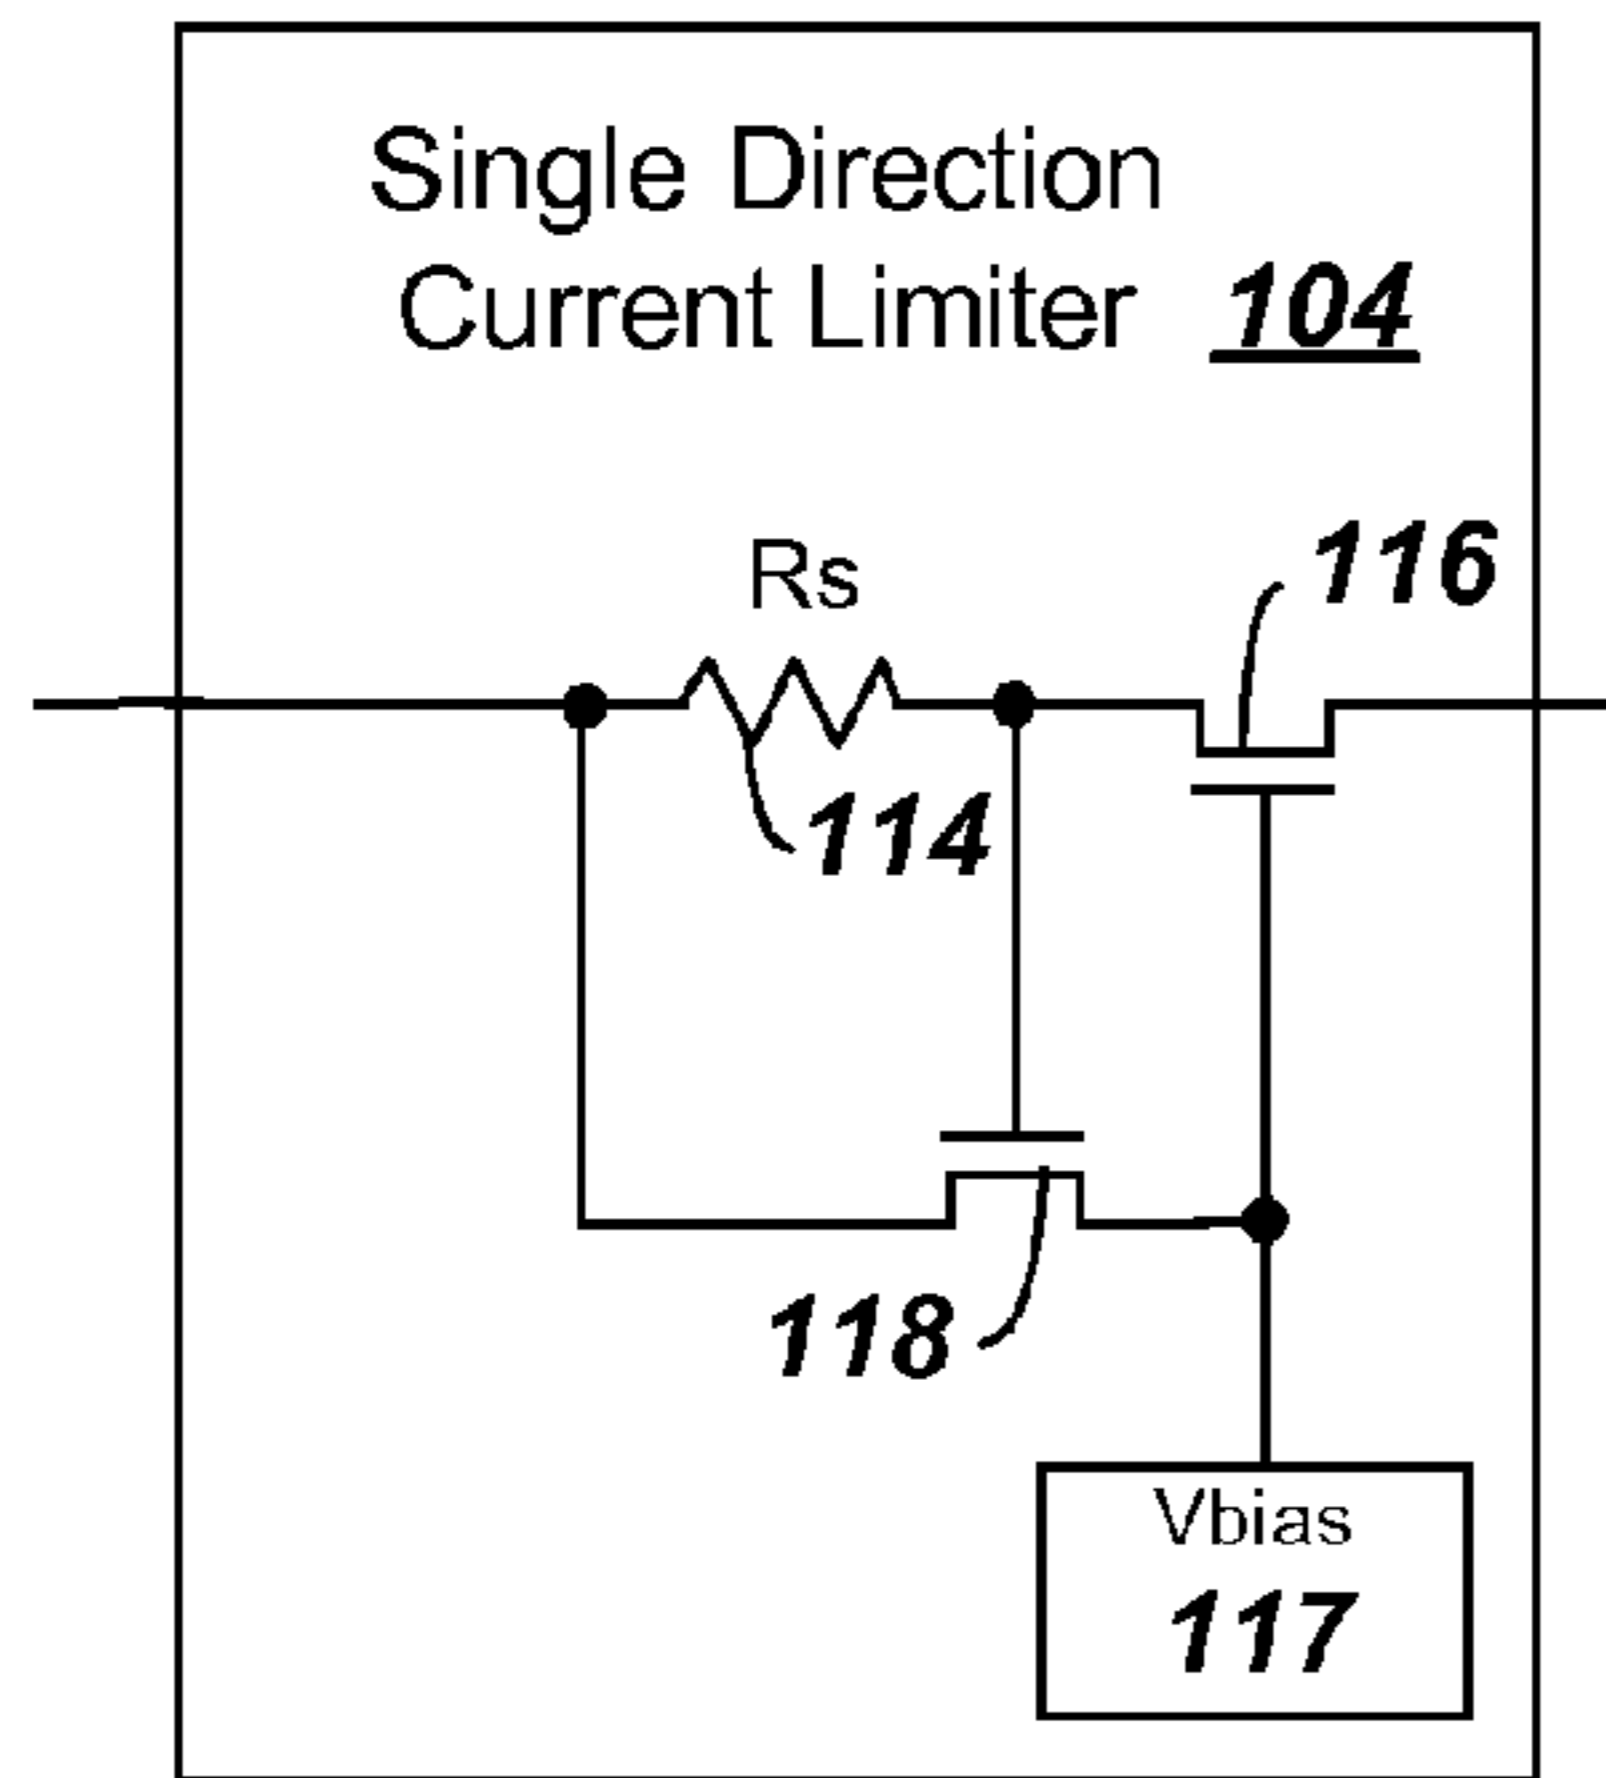 Single Direction
Current Limiter 104
Rs
116
114
118
Vbias
117